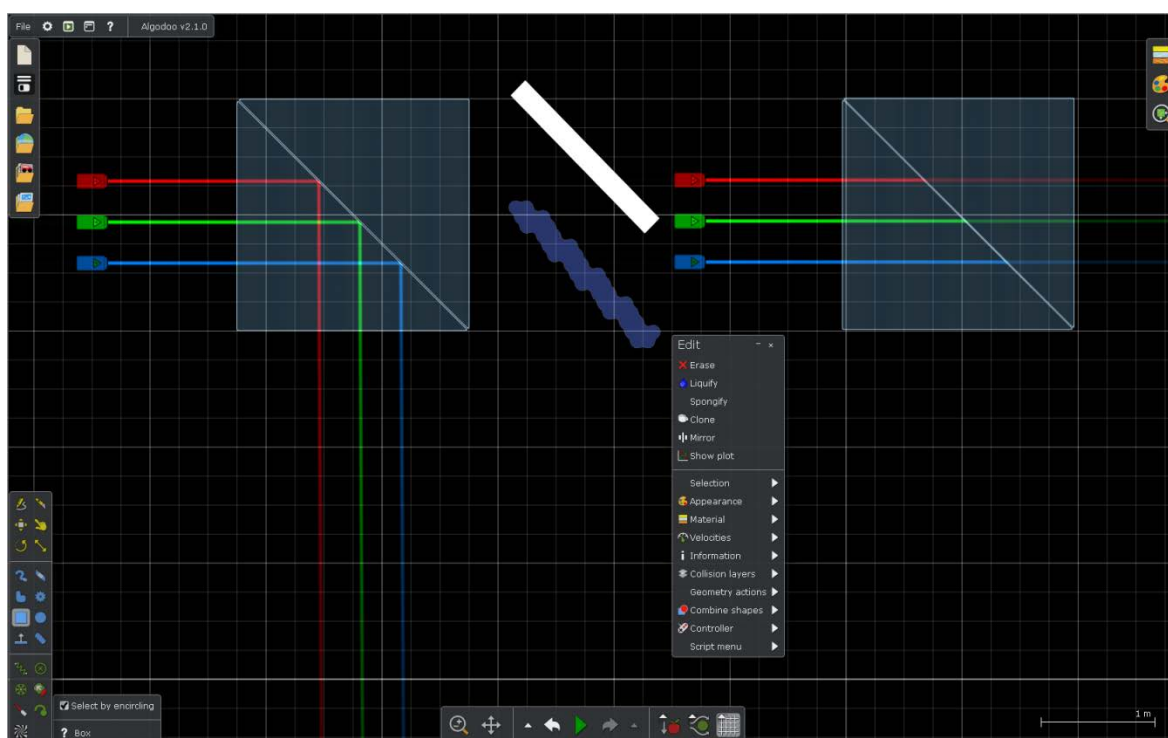 File ? Algodoo v2.1.0
Edit - ×
Erase
Liquify
Spongify
Clone
Mirror
Show plot
Selection
Appearance
Material
Velocities
Information
Collision layers
Geometry actions
Combine shapes
Controller
Script menu
Select by encircling
? Box
1 m